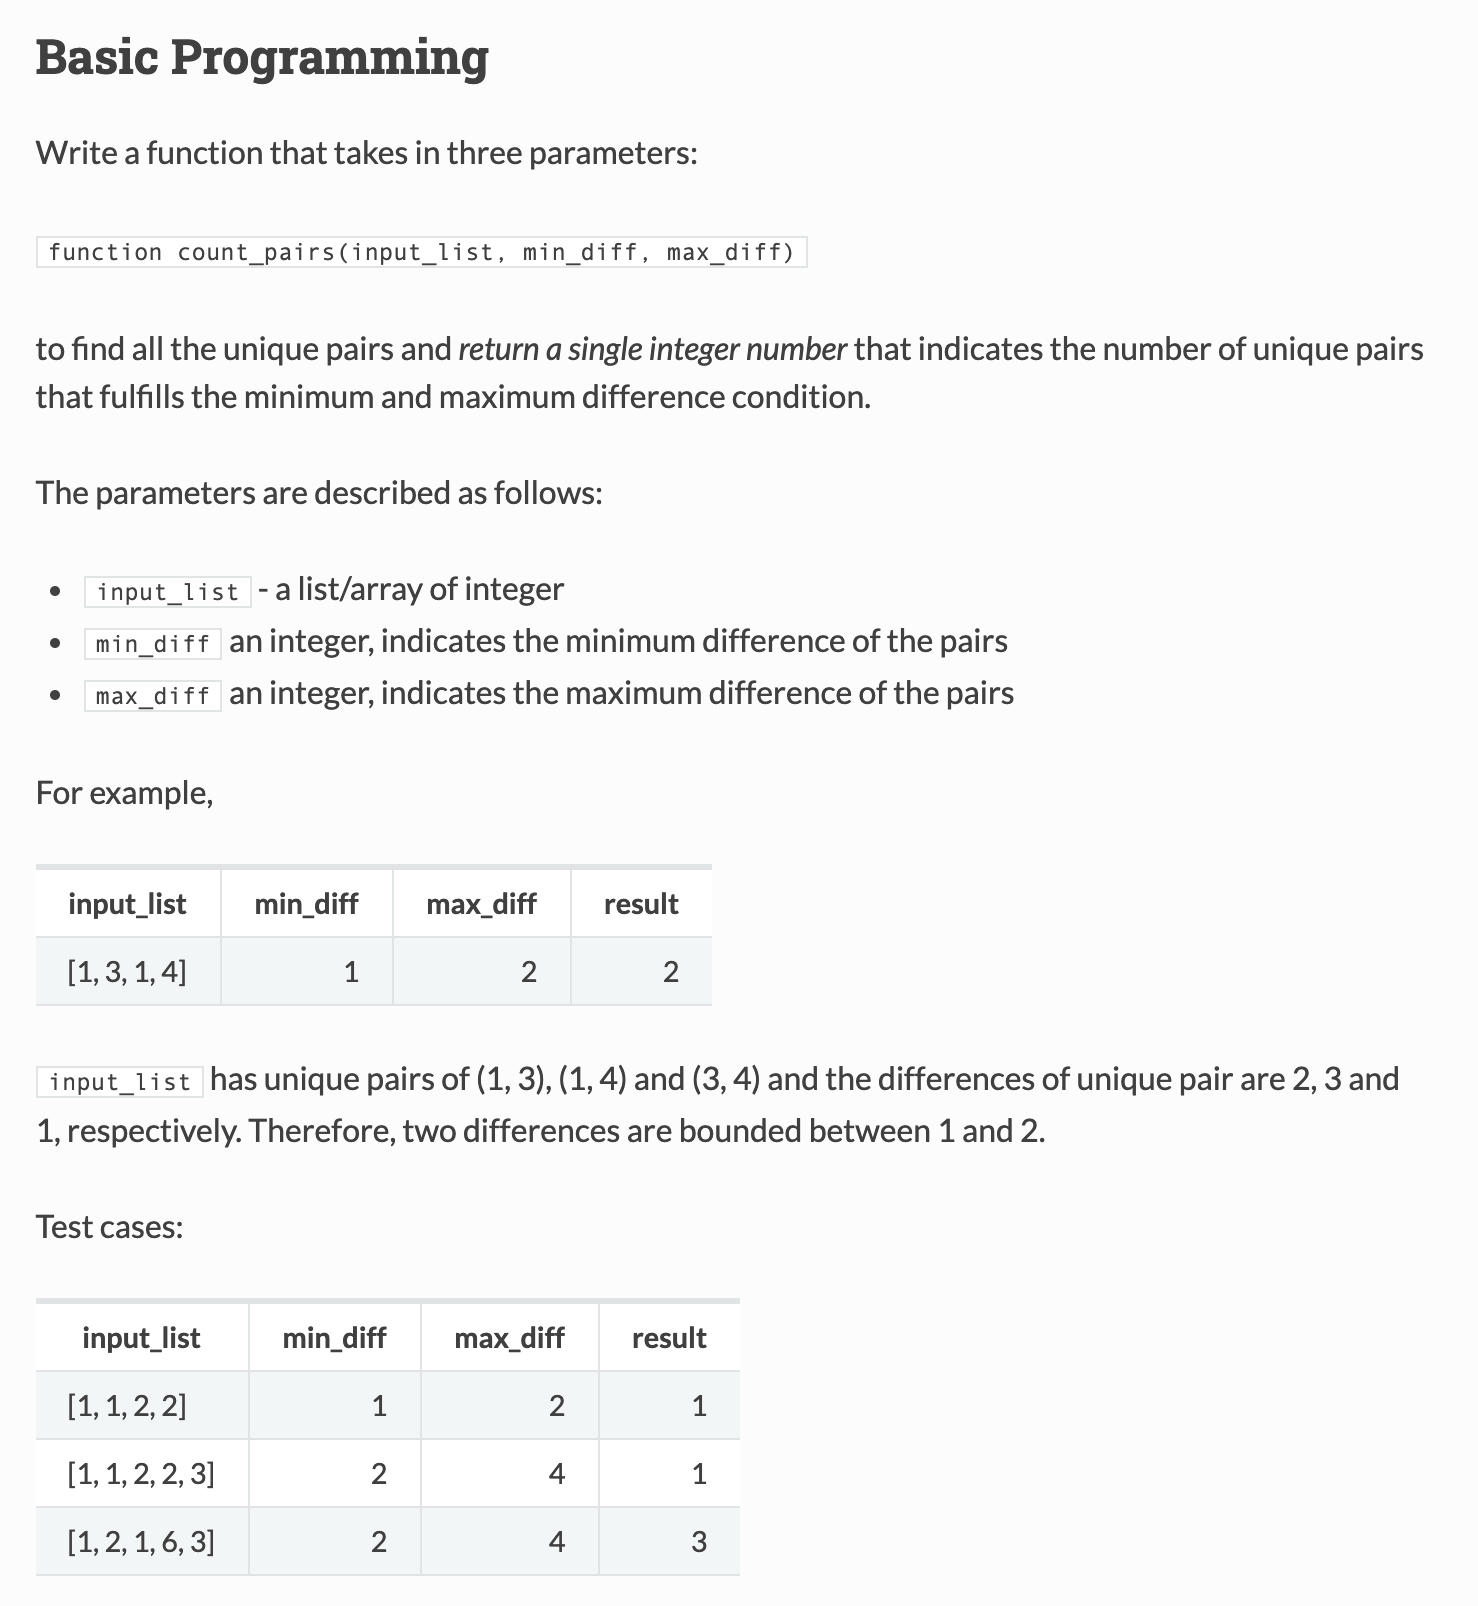 Basic Programming
Write a function that takes in three parameters:
function count_pairs(input_list, min_diff, max_diff)
to find all the unique pairs and return a single integer number that indicates the number of unique pairs
that fulfills the minimum and maximum difference condition.
The parameters are described as follows:
• input_list - a list/array of integer
• min_diff an integer, indicates the minimum difference of the pairs
• max_diff an integer, indicates the maximum difference of the pairs
For example,
input_list min_diff max_diff result
[1, 3, 1, 4] 1 2 2
input_list has unique pairs of (1, 3), (1, 4) and (3, 4) and the differences of unique pair are 2, 3 and
1, respectively. Therefore, two differences are bounded between 1 and 2.
Test cases:
input_list min_diff max_diff result
[1, 1, 2, 2] 1 2 1
[1, 1, 2, 2, 3] 2 4 1
[1, 2, 1, 6, 3] 2 4 3